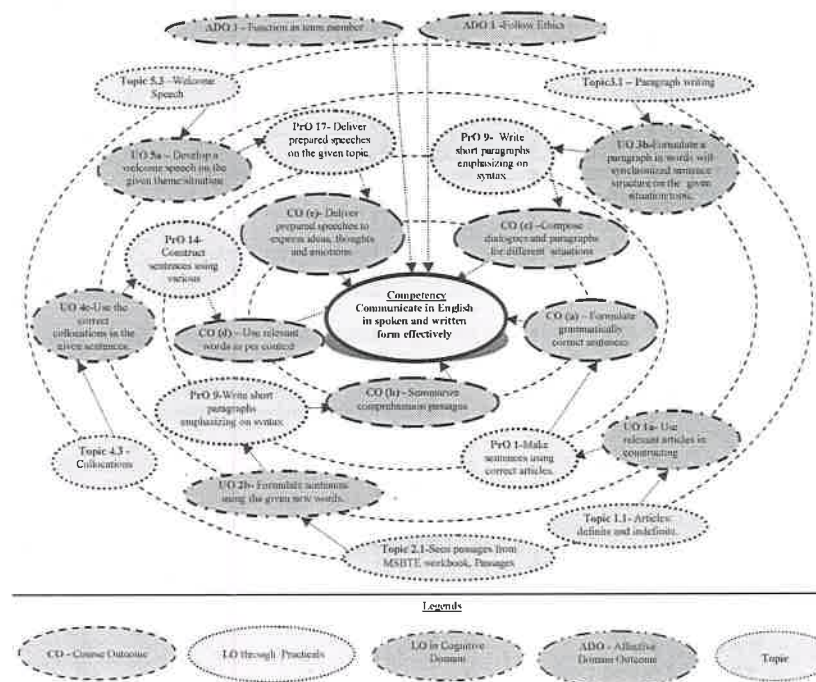 ADO 3 - Function as team member
ADO 1 -Follow Ethics
Topic 5.3 -Welcome
Speech
Topic3.1 - Paragraph writing
PrO 17- Deliver
prepared speeches
on the given topic
PrO 9- Write
short paragraphs
emphasizing on
syntax
UO 5a - Develop a
welcome speech on the
given theme/situation
UO 3b-Formulate a
paragraph in words with
synchronized sentence
structure on the given
situation/topic.
CO (e)- Deliver
prepared speeches to
express ideas, thoughts
and emotions
CO (c) -Compose
dialogues and paragraphs
for different situations
PrO 14-
Construct
sentences using
various
Competency
Communicate in English
in spoken and written
form effectively
UO 4c-Use the
correct
collocations in the
given sentences.
CO (d) - Use relevant
words as per context
CO (a) - Formulate
grammatically
correct sentences
PrO 9-Write short
paragraphs
emphasizing on syntax
CO (b)- Summarise
comprehension passages
UO 1a- Use
relevant articles in
constructing
PrO 1-Make
sentences using
correct articles.
Topic 4.3 -
Collocations
UO 2b- Formulate sentences
using the given new words.
Topic 1.1- Articles:
definite and indefinite.
Topic 2.1-Seen passages from
MSBTE workbook, Passages
Legends
CO - Course Outcome
LO through Practicals
LO in Cognitive
Domain
ADO - Affective
Domain Outcome
Topic